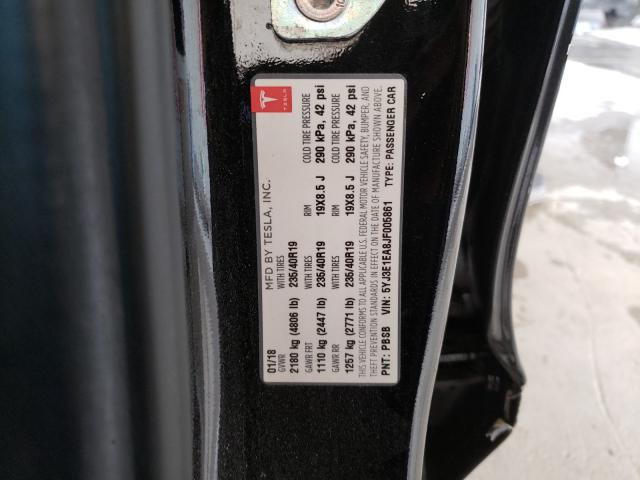 TESLA
01/18 MFD BY TESLA, INC.
GVWR WITH TIRES RIM COLD TIRE PRESSURE
2180 kg (4806 lb) 235/40R19 19X8.5 J 290 kPa, 42 psi
GAWR FRT WITH TIRES RIM COLD TIRE PRESSURE
1110 kg (2447 lb) 235/40R19 19X8.5 J 290 kPa, 42 psi
GAWR RR WITH TIRES
1257 kg (2771 lb) 235/40R19
THIS VEHICLE CONFORMS TO ALL APPLICABLE U.S. FEDERAL MOTOR VEHICLE SAFETY, BUMPER, AND
THEFT PREVENTION STANDARDS IN EFFECT ON THE DATE OF MANUFACTURE SHOWN ABOVE.
PNT: PBSB VIN: 5YJ3E1EA8JF005861 TYPE: PASSENGER CAR